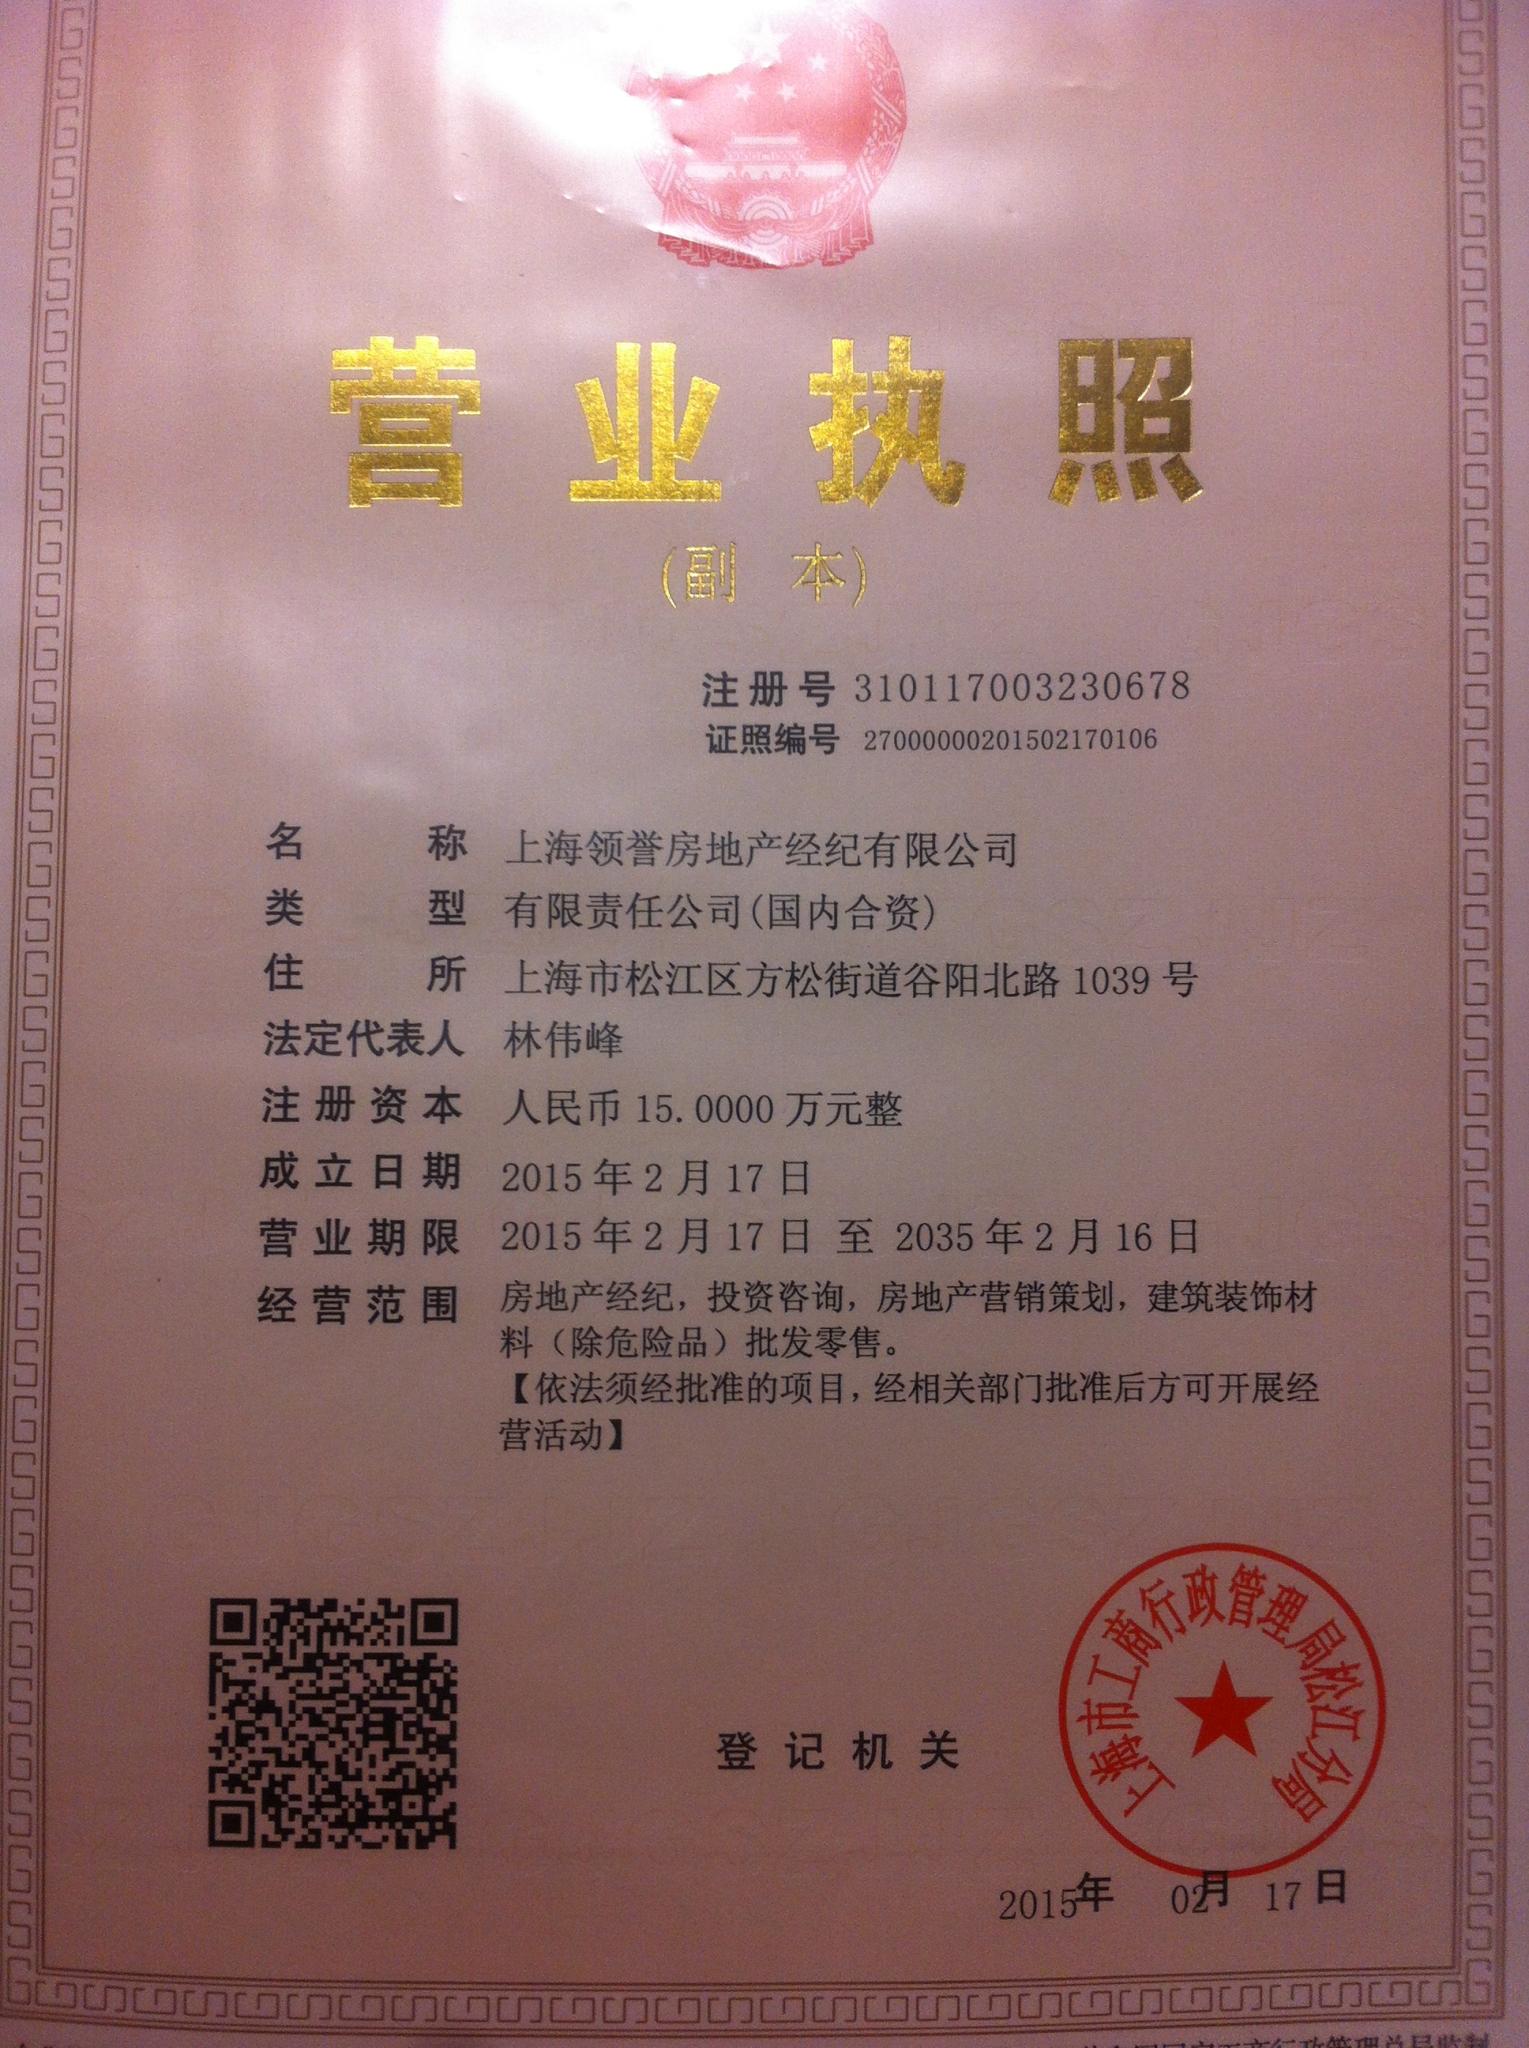 营业执照
(副 本)
注册号 310117003230678
证照编号 27000000201502170106
名 称 上海领誉房地产经纪有限公司
类 型 有限责任公司(国内合资)
住 所 上海市松江区方松街道谷阳北路 1039 号
法定代表人 林伟峰
注册资本 人民币 15.0000 万元整
成立日期 2015 年 2 月 17 日
营业期限 2015 年 2 月 17 日 至 2035 年 2 月 16 日
经营范围 房地产经纪，投资咨询，房地产营销策划，建筑装饰材
料（除危险品）批发零售。
【依法须经批准的项目，经相关部门批准后方可开展经
营活动】
上海市工商行政管理局松江分局
登记机关
2015年 02月 17日
工商行政管理总局监制